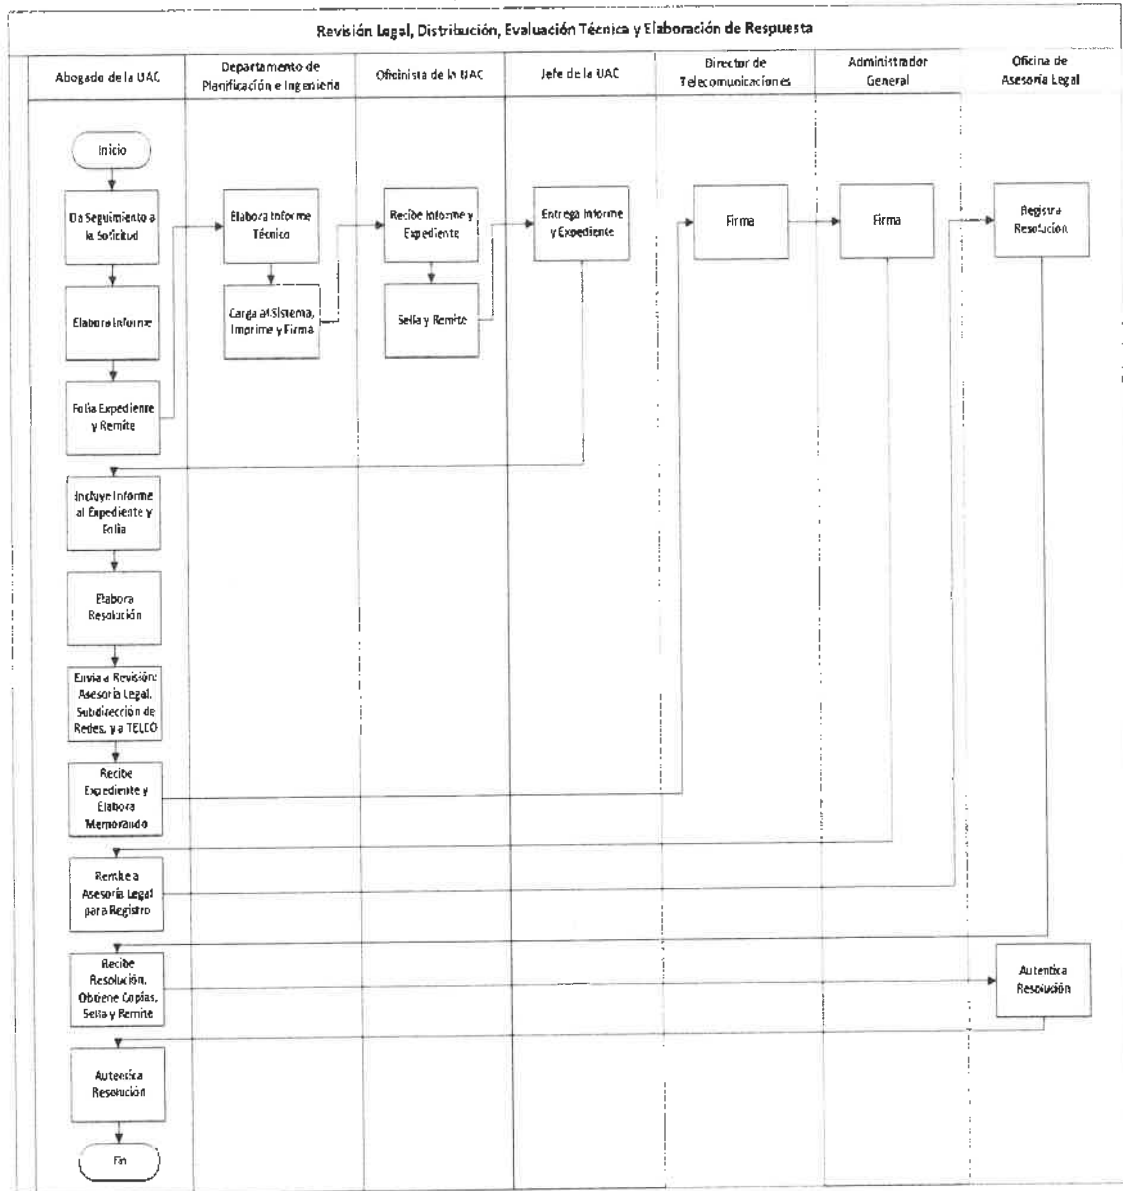 Revisión Legal, Distribución, Evaluación Técnica y Elaboración de Respuesta
Abogado de la UAC
Departamento de
Planificación e Ingeniería
Oficinista de la UAC
Jefe de la UAC
Director de
Telecomunicaciones
Administrador
General
Oficina de
Asesoría Legal
Inicio
Da Seguimiento a
la Solicitud
Elabora Informe
Técnico
Recibe Informe y
Expediente
Entrega Informe
y Expediente
Firma
Firma
Registra
Resolución
Elabora Informe
Carga al Sistema,
Imprime y Firma
Sella y Remite
Folia Expediente
y Remite
Incluye Informe
al Expediente y
Folia
Elabora
Resolución
Envia a Revisión:
Asesoría Legal,
Subdirección de
Redes, y a TELCO
Recibe
Expediente y
Elabora
Memorando
Remite a
Asesoría Legal
para Registro
Recibe
Resolución,
Obtiene Copias,
Sella y Remite
Autentica
Resolución
Autentica
Resolución
Fin